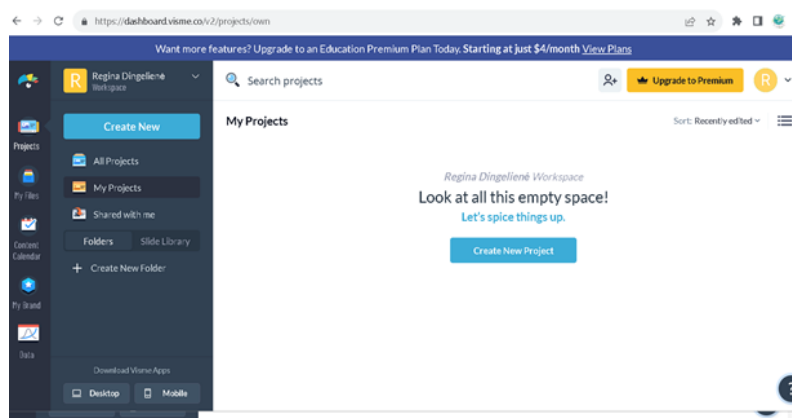 https://dashboard.visme.co/v2/projects/own
Want more features? Upgrade to an Education Premium Plan Today. Starting at just $4/month View Plans
R
Regina Dingelienė
Workspace
Search projects
Upgrade to Premium
R
Projects
My Files
Content
Calendar
My Brand
Data
Create New
All Projects
My Projects
Shared with me
Folders
Slide Library
+ Create New Folder
Download Visme Apps
Desktop
Mobile
My Projects
Sort: Recently edited
Regina Dingelienė Workspace
Look at all this empty space!
Let's spice things up.
Create New Project
?